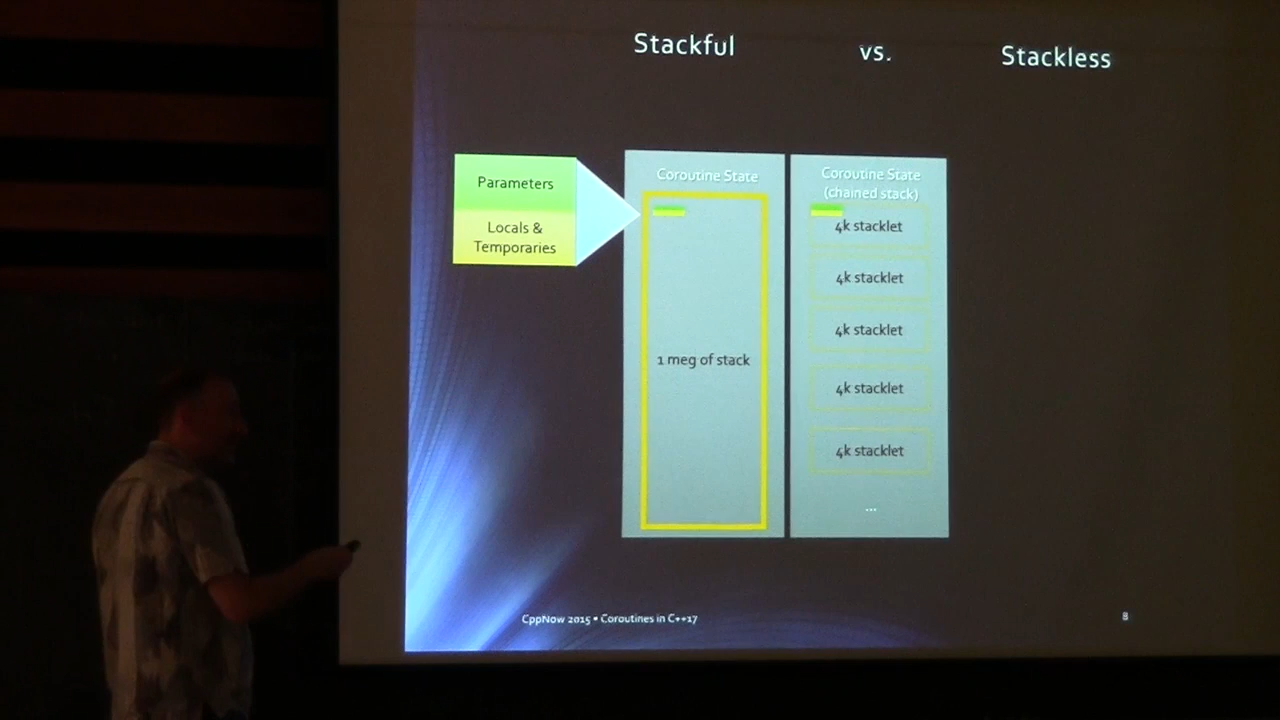 Stackful vs. Stackless
Parameters
Locals &
Temporaries
Coroutine State
1 meg of stack
Coroutine State
(chained stack)
4k stacklet
4k stacklet
4k stacklet
4k stacklet
4k stacklet
...
CppNow 2015 • Coroutines in C++17
8